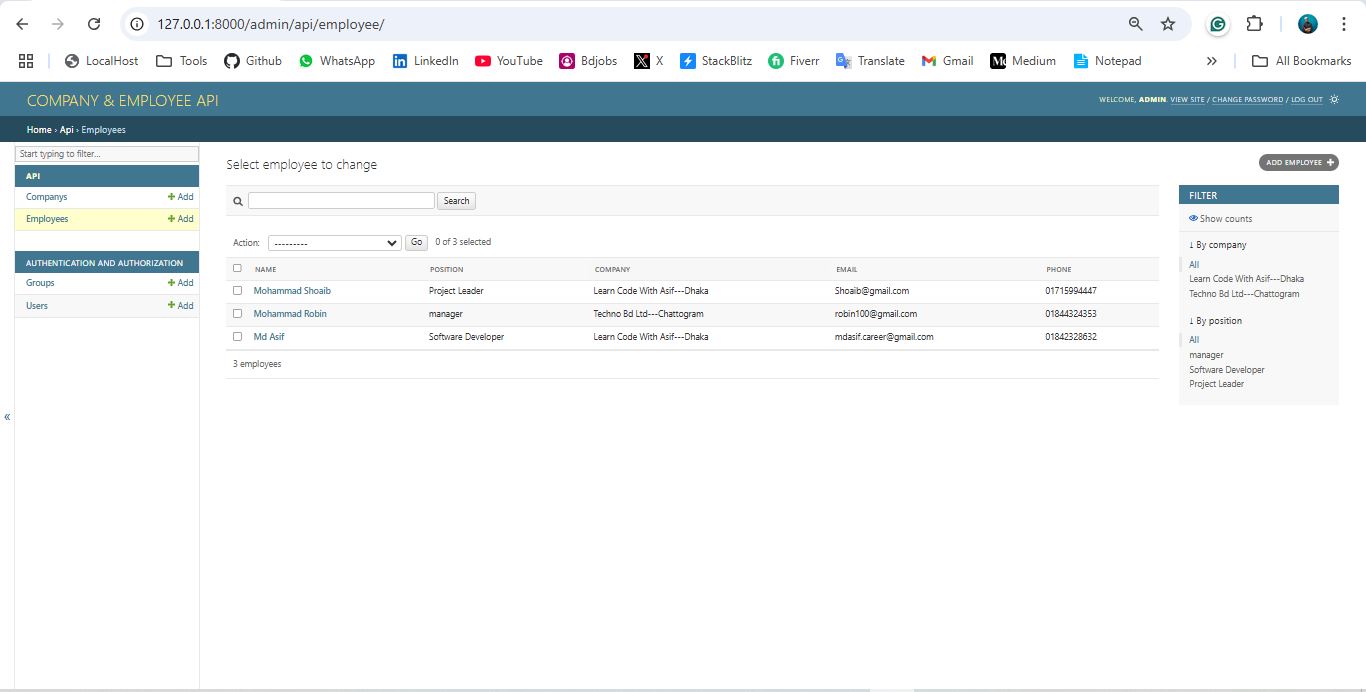 127.0.0.1:8000/admin/api/employee/
LocalHost Tools Github WhatsApp LinkedIn YouTube Bdjobs X StackBlitz Fiverr Translate Gmail Medium Notepad » All Bookmarks
COMPANY & EMPLOYEE API
WELCOME, ADMIN. VIEW SITE / CHANGE PASSWORD / LOG OUT
Home › Api › Employees
Start typing to filter...
API
Companys + Add
Employees + Add
AUTHENTICATION AND AUTHORIZATION
Groups + Add
Users + Add
«
Select employee to change
ADD EMPLOYEE +
Search
Action: --------- Go 0 of 3 selected
NAME POSITION COMPANY EMAIL PHONE
Mohammad Shoaib Project Leader Learn Code With Asif---Dhaka Shoaib@gmail.com 01715994447
Mohammad Robin manager Techno Bd Ltd---Chattogram robin100@gmail.com 01844324353
Md Asif Software Developer Learn Code With Asif---Dhaka mdasif.career@gmail.com 01842328632
3 employees
FILTER
Show counts
↓ By company
All
Learn Code With Asif---Dhaka
Techno Bd Ltd---Chattogram
↓ By position
All
manager
Software Developer
Project Leader